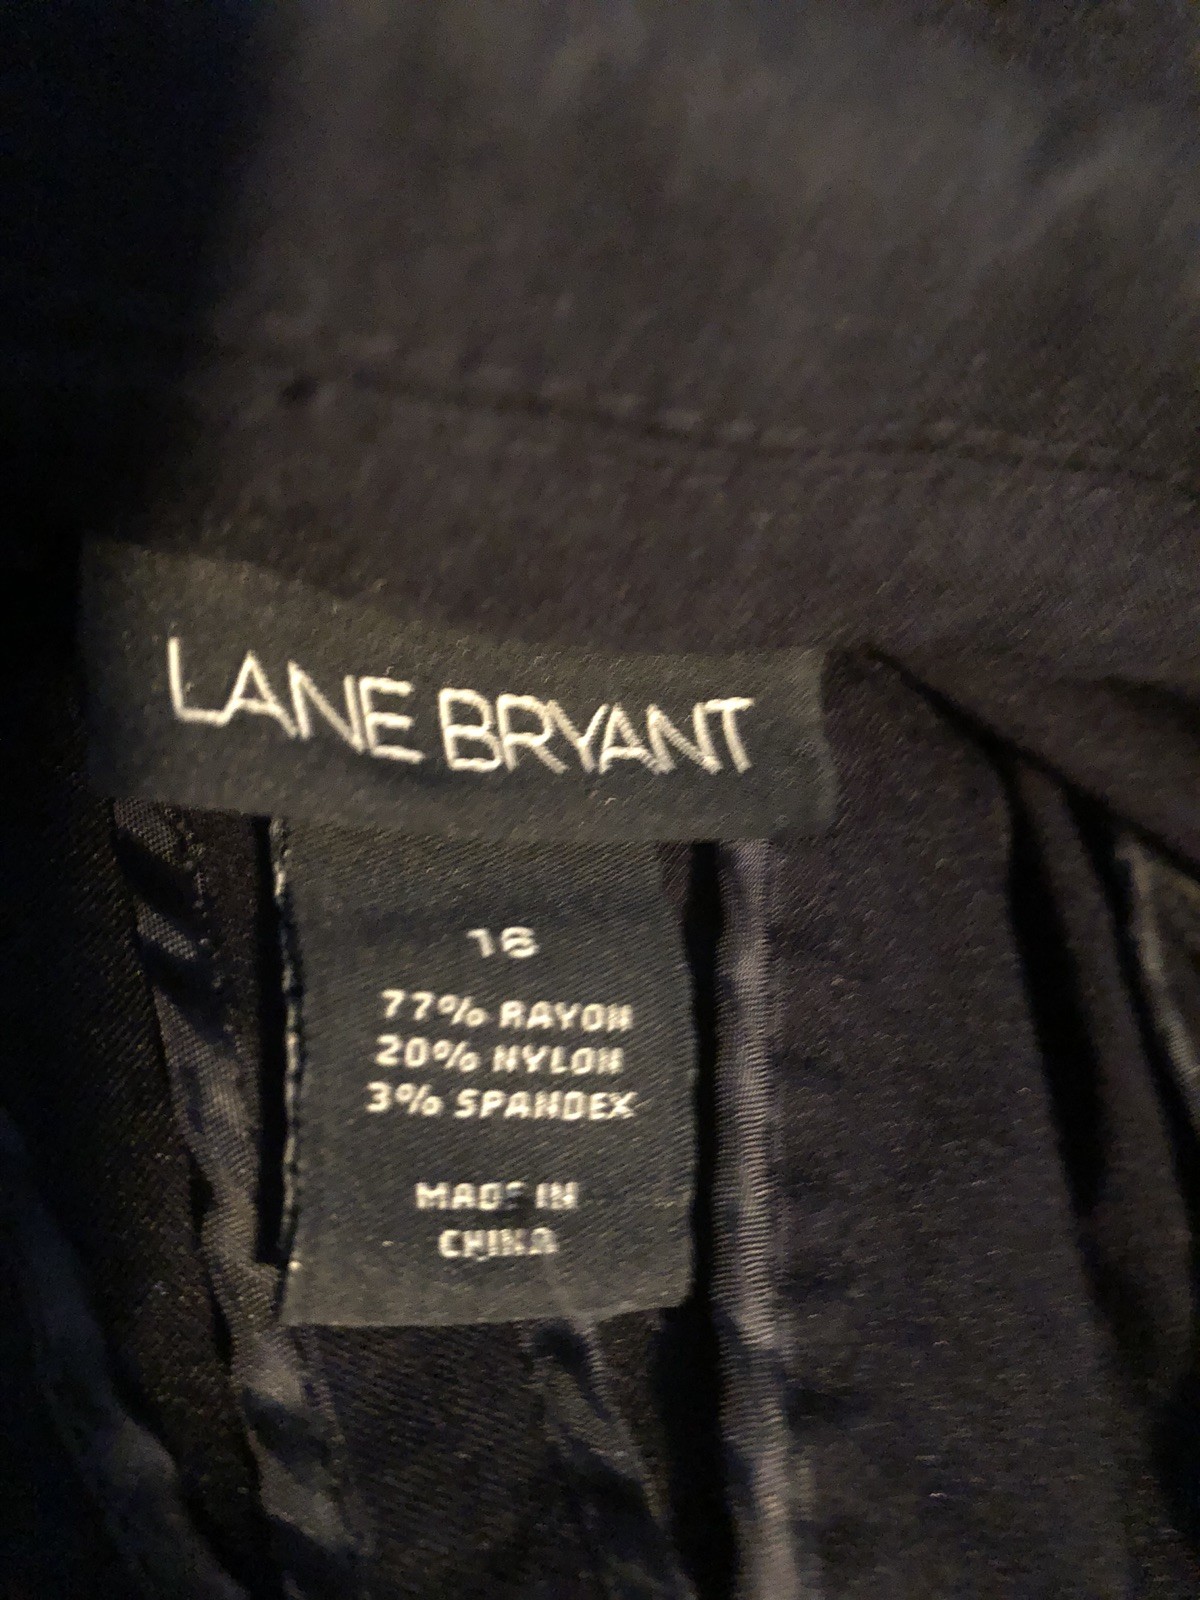 LANE BRYANT
16
77% RAYON
20% NYLON
3% SPANDEX
MADE IN
CHINA